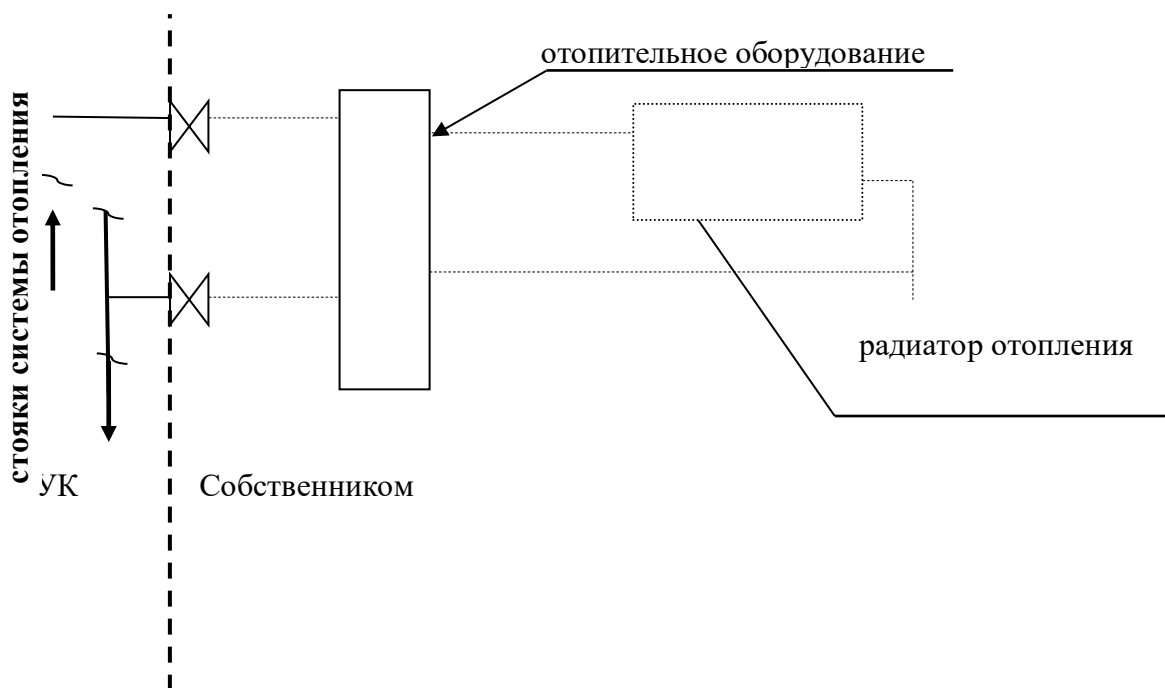 отопительное оборудование
стояки системы отопления
радиатор отопления
УК
Собственником